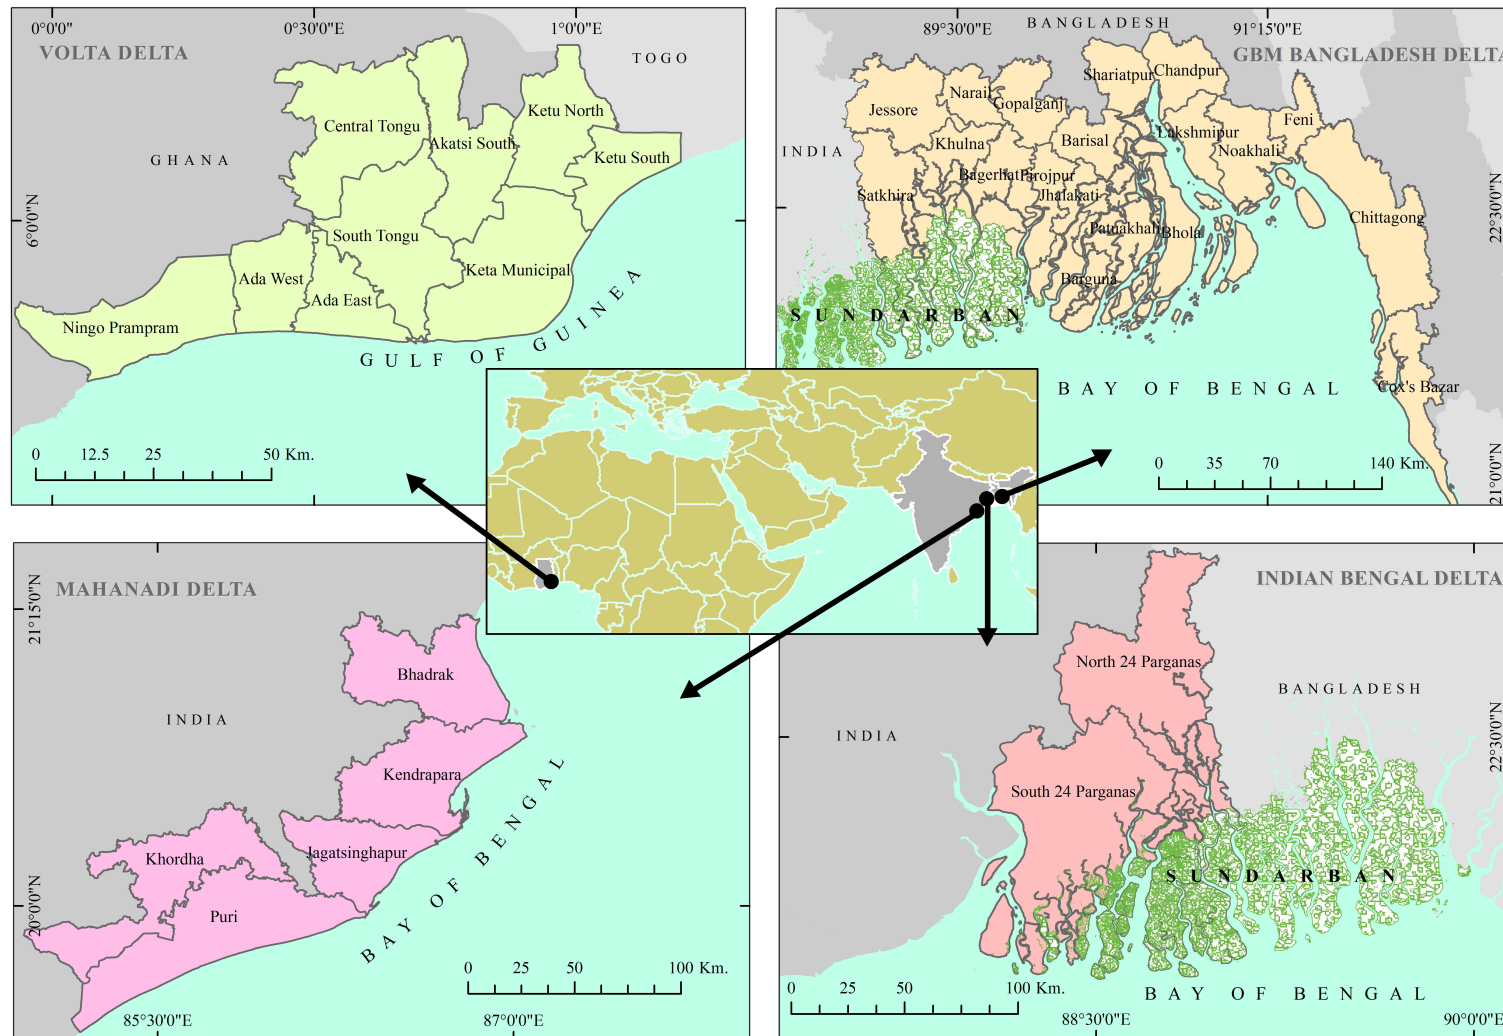 0°0'0"
0°30'0"E
1°0'0"E
VOLTA DELTA
TOGO
GHANA
Central Tongu
Akatsi South
Ketu North
Ketu South
South Tongu
Keta Municipal
Ada West
Ada East
Ningo Prampram
6°0'0"N
GULF OF GUINEA
0 12.5 25 50 Km.
89°30'0"E
BANGLADESH
91°15'0"E
GBM BANGLADESH DELTA
INDIA
Jessore
Narail
Gopalganj
Shariatpur
Chandpur
Khulna
Barisal
Lakshmipur
Noakhali
Feni
Satkhira
Bagerhat
Pirojpur
Jhalakati
Patuakhali
Bhola
Barguna
Chittagong
Cox's Bazar
22°30'0"N
21°0'0"N
SUNDARBAN
BAY OF BENGAL
0 35 70 140 Km.
MAHANADI DELTA
21°15'0"N
INDIA
Bhadrak
Kendrapara
Jagatsinghapur
Khordha
Puri
20°0'0"N
BAY OF BENGAL
0 25 50 100 Km.
85°30'0"E
87°0'0"E
INDIAN BENGAL DELTA
North 24 Parganas
BANGLADESH
INDIA
22°30'0"N
South 24 Parganas
SUNDARBAN
0 25 50 100 Km.
BAY OF BENGAL
88°30'0"E
90°0'0"E